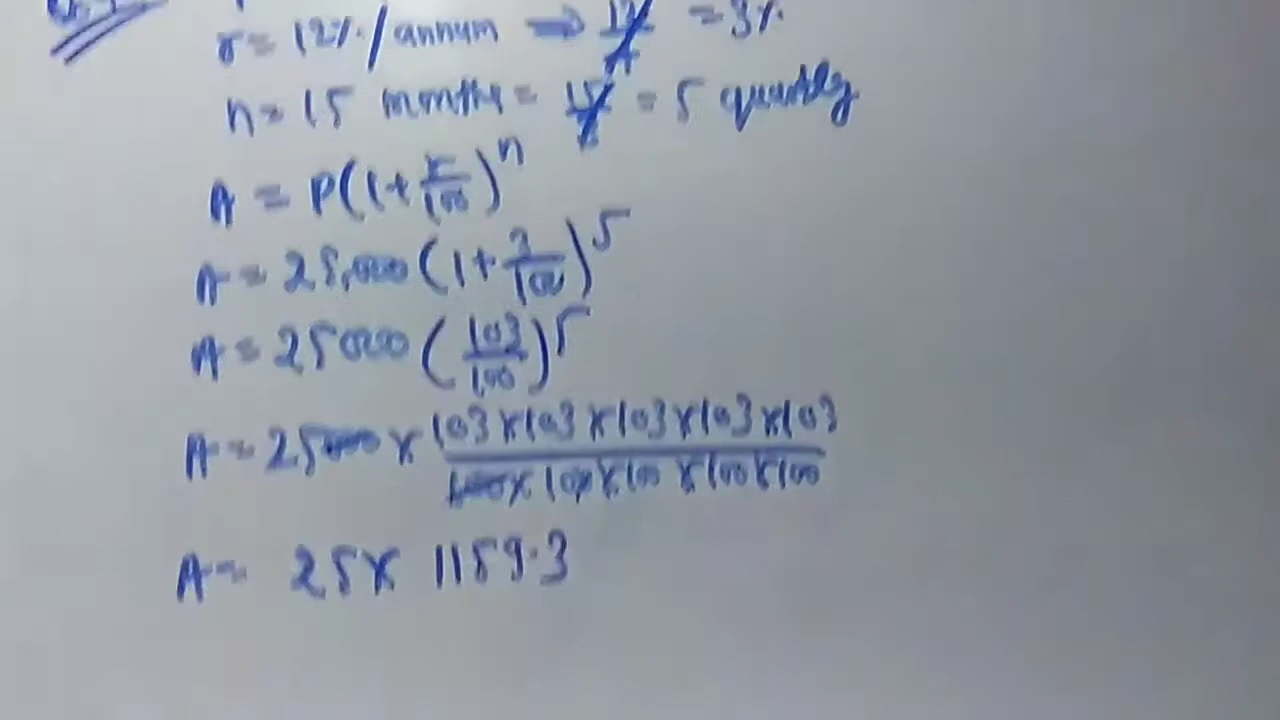 r = 12% / annum ⇒ 12/4 = 3%
n = 15 months = 15/3 = 5 quartly
A = P(1+r/100)^n
A = 25,000 (1+3/100)^5
A = 25000 (103/100)^5
A = 25000 × 103×103×103×103×103/100×100×100×100×100
A = 25× 1159.3